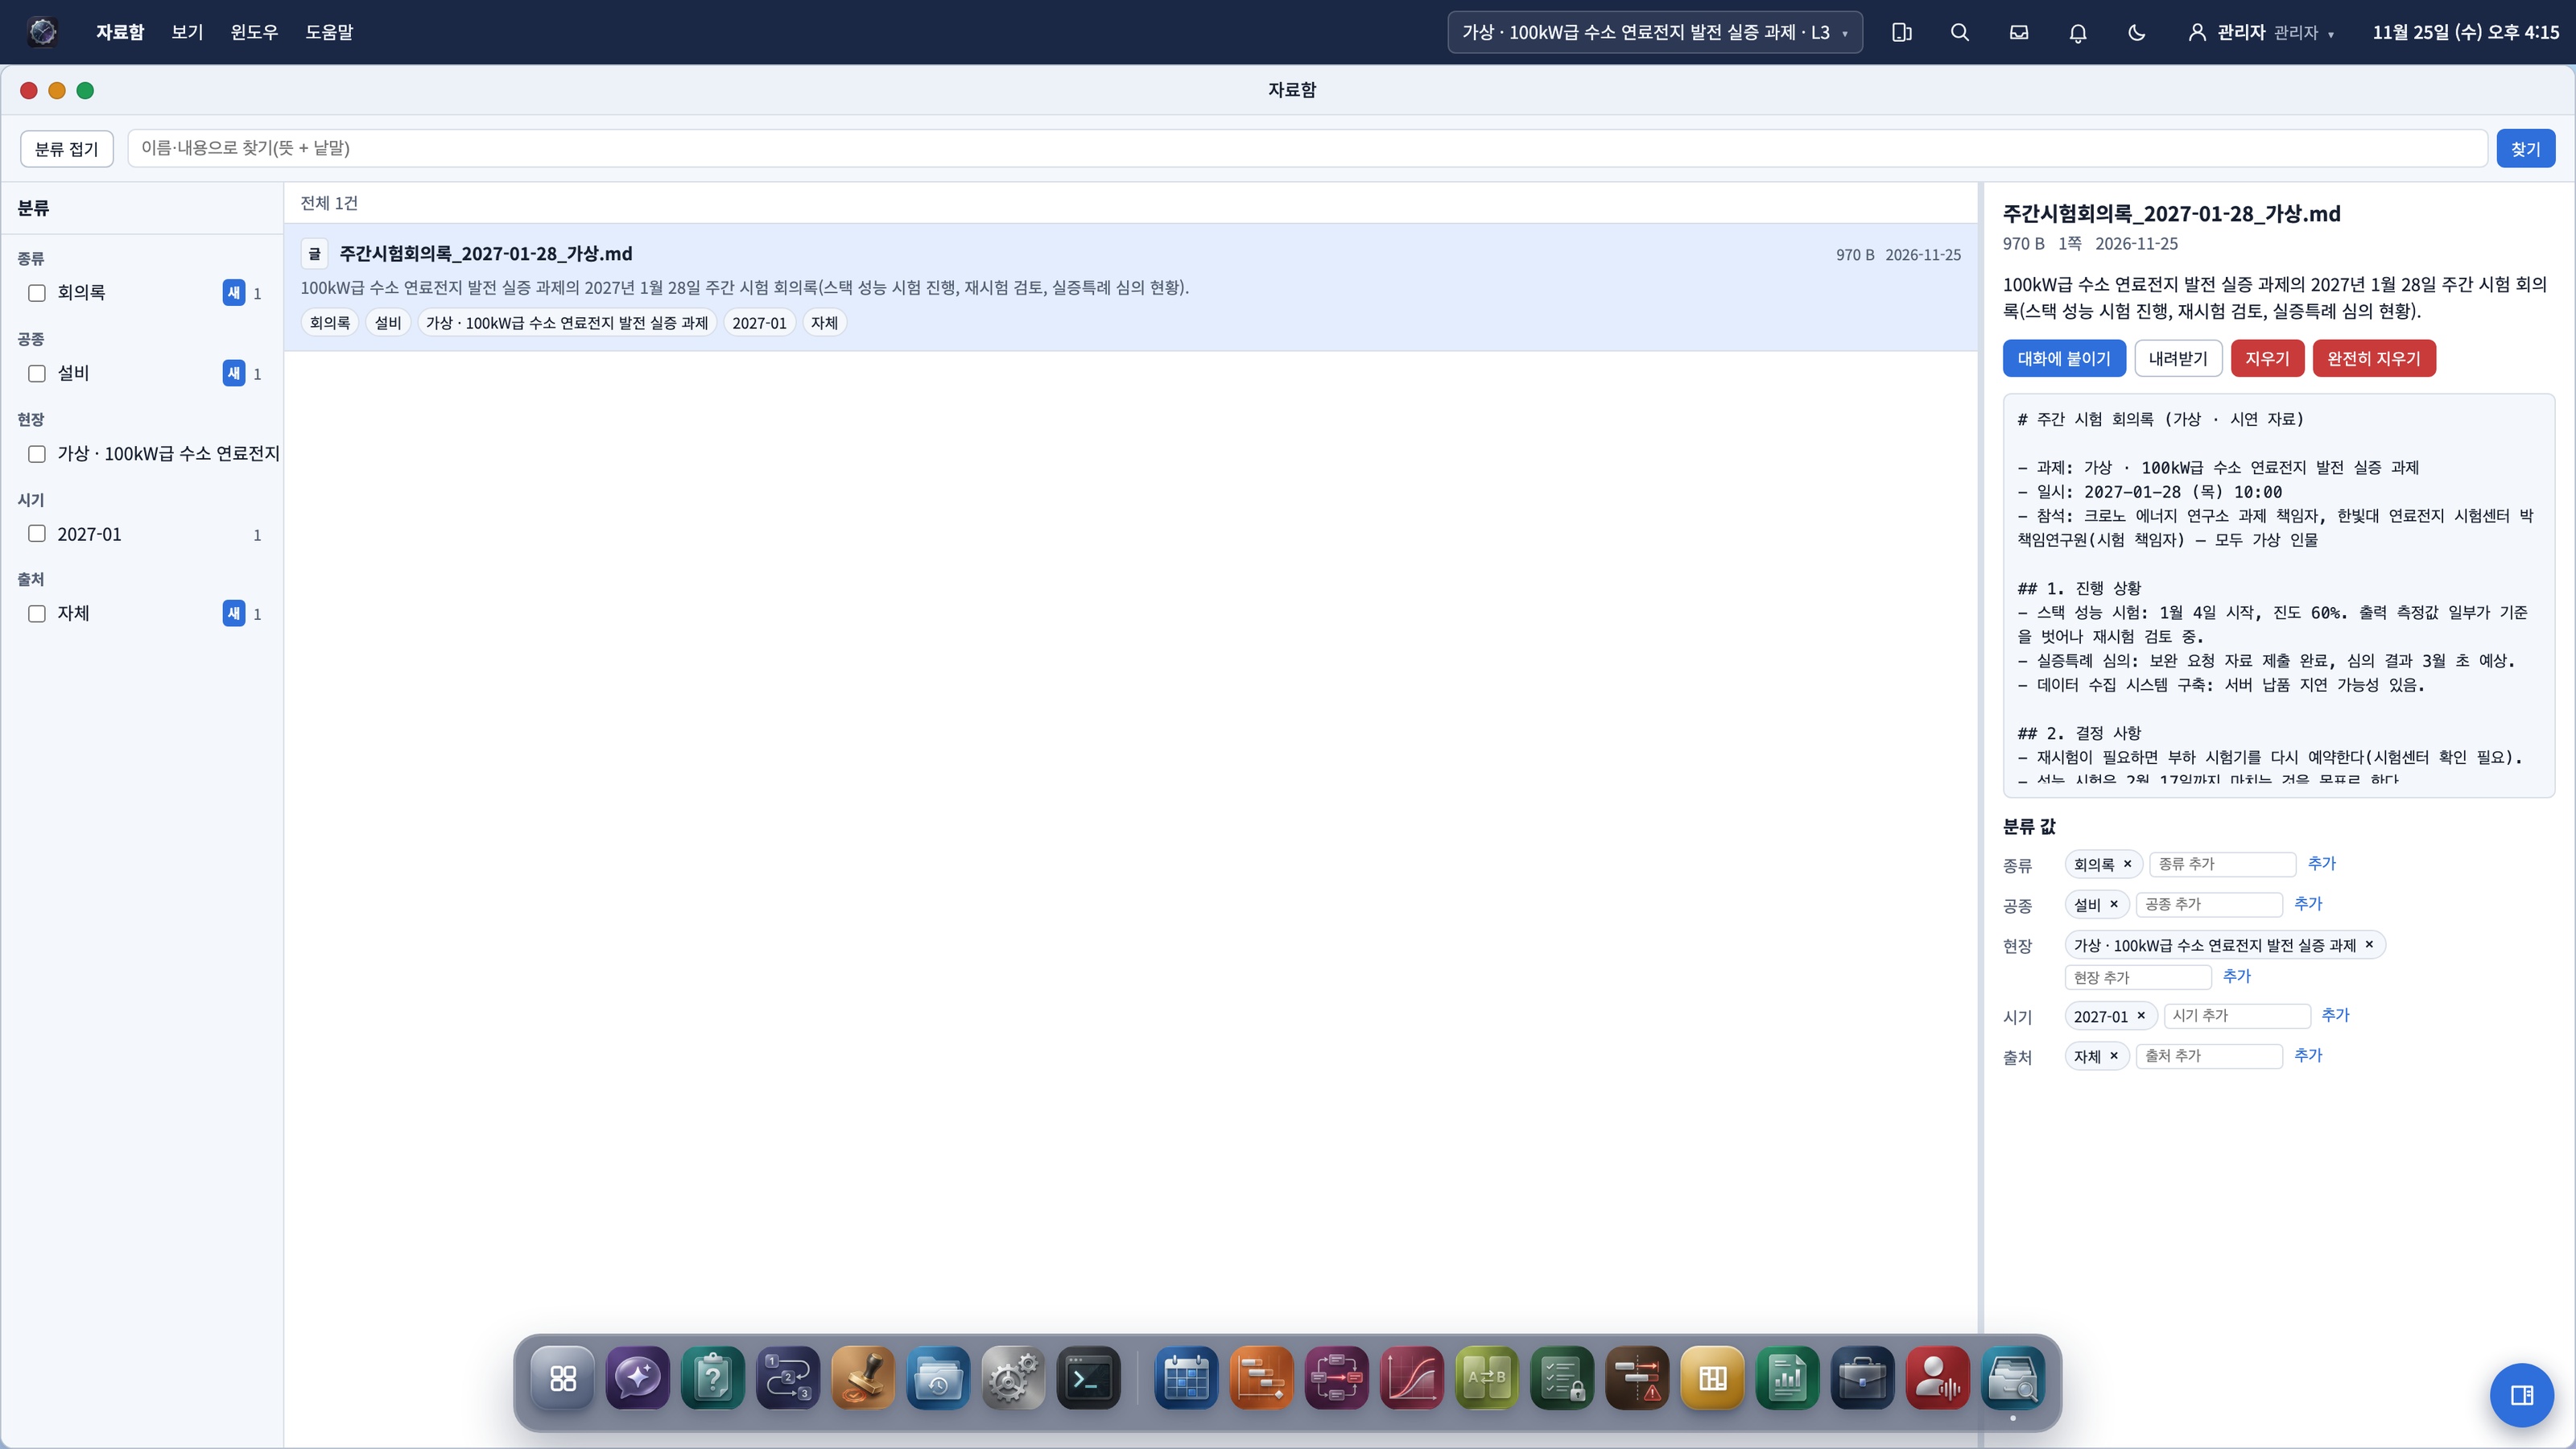 자료함 보기 윈도우 도움말
가상 · 100kW급 수소 연료전지 발전 실증 과제 · L3 ▾
관리자 관리자 ▾
11월 25일 (수) 오후 4:15
자료함
분류 접기
이름·내용으로 찾기(뜻 + 낱말)
찾기
분류
종류
회의록 새 1
공종
설비 새 1
현장
가상 · 100kW급 수소 연료전지
시기
2027-01 1
출처
자체 새 1
전체 1건
글 주간시험회의록_2027-01-28_가상.md 970 B 2026-11-25
100kW급 수소 연료전지 발전 실증 과제의 2027년 1월 28일 주간 시험 회의록(스택 성능 시험 진행, 재시험 검토, 실증특례 심의 현황).
회의록 설비 가상 · 100kW급 수소 연료전지 발전 실증 과제 2027-01 자체
주간시험회의록_2027-01-28_가상.md
970 B 1쪽 2026-11-25
100kW급 수소 연료전지 발전 실증 과제의 2027년 1월 28일 주간 시험 회의
록(스택 성능 시험 진행, 재시험 검토, 실증특례 심의 현황).
대화에 붙이기 내려받기 지우기 완전히 지우기
# 주간 시험 회의록 (가상 · 시연 자료)
– 과제: 가상 · 100kW급 수소 연료전지 발전 실증 과제
– 일시: 2027–01–28 (목) 10:00
– 참석: 크로노 에너지 연구소 과제 책임자, 한빛대 연료전지 시험센터 박
책임연구원(시험 책임자) — 모두 가상 인물
## 1. 진행 상황
– 스택 성능 시험: 1월 4일 시작, 진도 60%. 출력 측정값 일부가 기준
을 벗어나 재시험 검토 중.
– 실증특례 심의: 보완 요청 자료 제출 완료, 심의 결과 3월 초 예상.
– 데이터 수집 시스템 구축: 서버 납품 지연 가능성 있음.
## 2. 결정 사항
– 재시험이 필요하면 부하 시험기를 다시 예약한다(시험센터 확인 필요).
– 성능 시험을 2월 17일까지 마치는 것을 목표로 한다
분류 값
종류 회의록 × 종류 추가 추가
공종 설비 × 공종 추가 추가
현장 가상 · 100kW급 수소 연료전지 발전 실증 과제 ×
현장 추가 추가
시기 2027-01 × 시기 추가 추가
출처 자체 × 출처 추가 추가
1 2 3
A⇄B